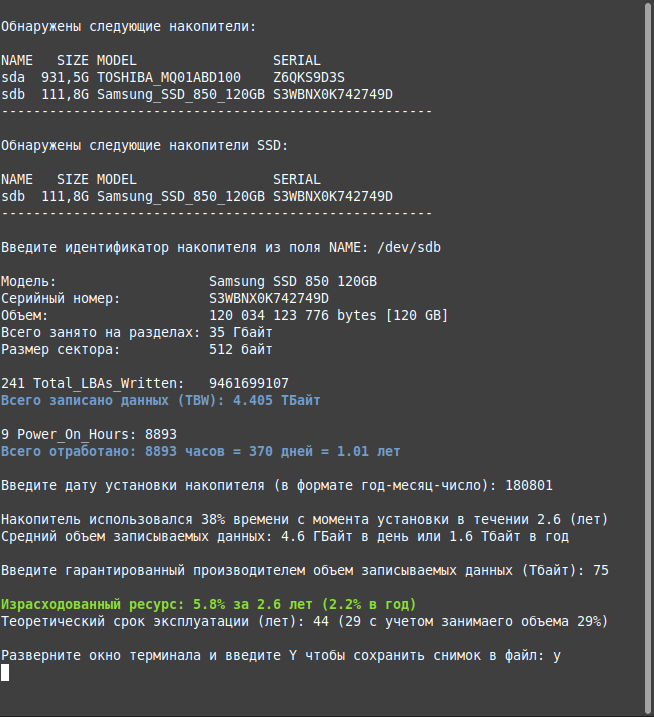 Обнаружены следующие накопители:
NAME   SIZE MODEL                 SERIAL
sda  931,5G TOSHIBA_MQ01ABD100    Z6QKS9D3S
sdb  111,8G Samsung_SSD_850_120GB S3WBNX0K742749D
------------------------------------------------------
Обнаружены следующие накопители SSD:
NAME   SIZE MODEL                 SERIAL
sdb  111,8G Samsung_SSD_850_120GB S3WBNX0K742749D
------------------------------------------------------
Введите идентификатор накопителя из поля NAME: /dev/sdb
Модель:                   Samsung SSD 850 120GB
Серийный номер:           S3WBNX0K742749D
Объем:                    120 034 123 776 bytes [120 GB]
Всего занято на разделах: 35 Гбайт
Размер сектора:           512 байт
241 Total_LBAs_Written:   9461699107
Всего записано данных (TBW): 4.405 ТБайт
9 Power_On_Hours: 8893
Всего отработано: 8893 часов = 370 дней = 1.01 лет
Введите дату установки накопителя (в формате год-месяц-число): 180801
Накопитель использовался 38% времени с момента установки в течении 2.6 (лет)
Средний объем записываемых данных: 4.6 ГБайт в день или 1.6 Тбайт в год
Введите гарантированный производителем объем записываемых данных (Тбайт): 75
Израсходованный ресурс: 5.8% за 2.6 лет (2.2% в год)
Теоретический срок эксплуатации (лет): 44 (29 с учетом занимаего объема 29%)
Разверните окно терминала и введите Y чтобы сохранить снимок в файл: y